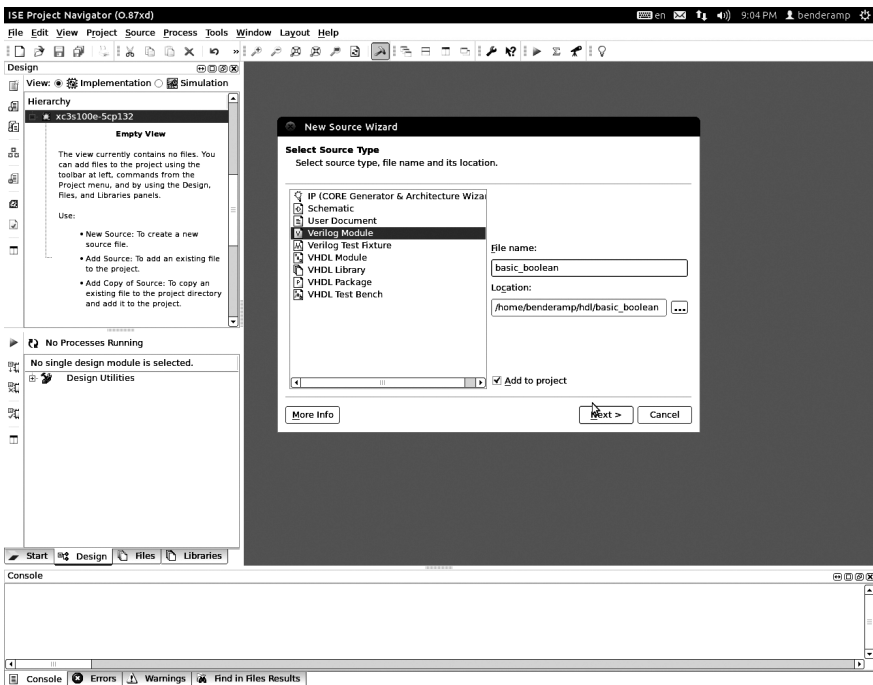 ISE Project Navigator (O.87xd)
en
9:04 PM
benderamp
File Edit View Project Source Process Tools Window Layout Help
Design
View: Implementation Simulation
Hierarchy
xc3s100e-5cp132
Empty View
The view currently contains no files. You
can add files to the project using the
toolbar at left, commands from the
Project menu, and by using the Design,
Files, and Libraries panels.
Use:
• New Source: To create a new
source file.
• Add Source: To add an existing file
to the project.
• Add Copy of Source: To copy an
existing file to the project directory
and add it to the project.
No Processes Running
No single design module is selected.
Design Utilities
Start Design Files Libraries
New Source Wizard
Select Source Type
Select source type, file name and its location.
IP (CORE Generator & Architecture Wizar
Schematic
User Document
Verilog Module
Verilog Test Fixture
VHDL Module
VHDL Library
VHDL Package
VHDL Test Bench
File name:
basic_boolean
Location:
/home/benderamp/hdl/basic_boolean
...
Add to project
More Info
Next >
Cancel
Console
Console Errors Warnings Find in Files Results